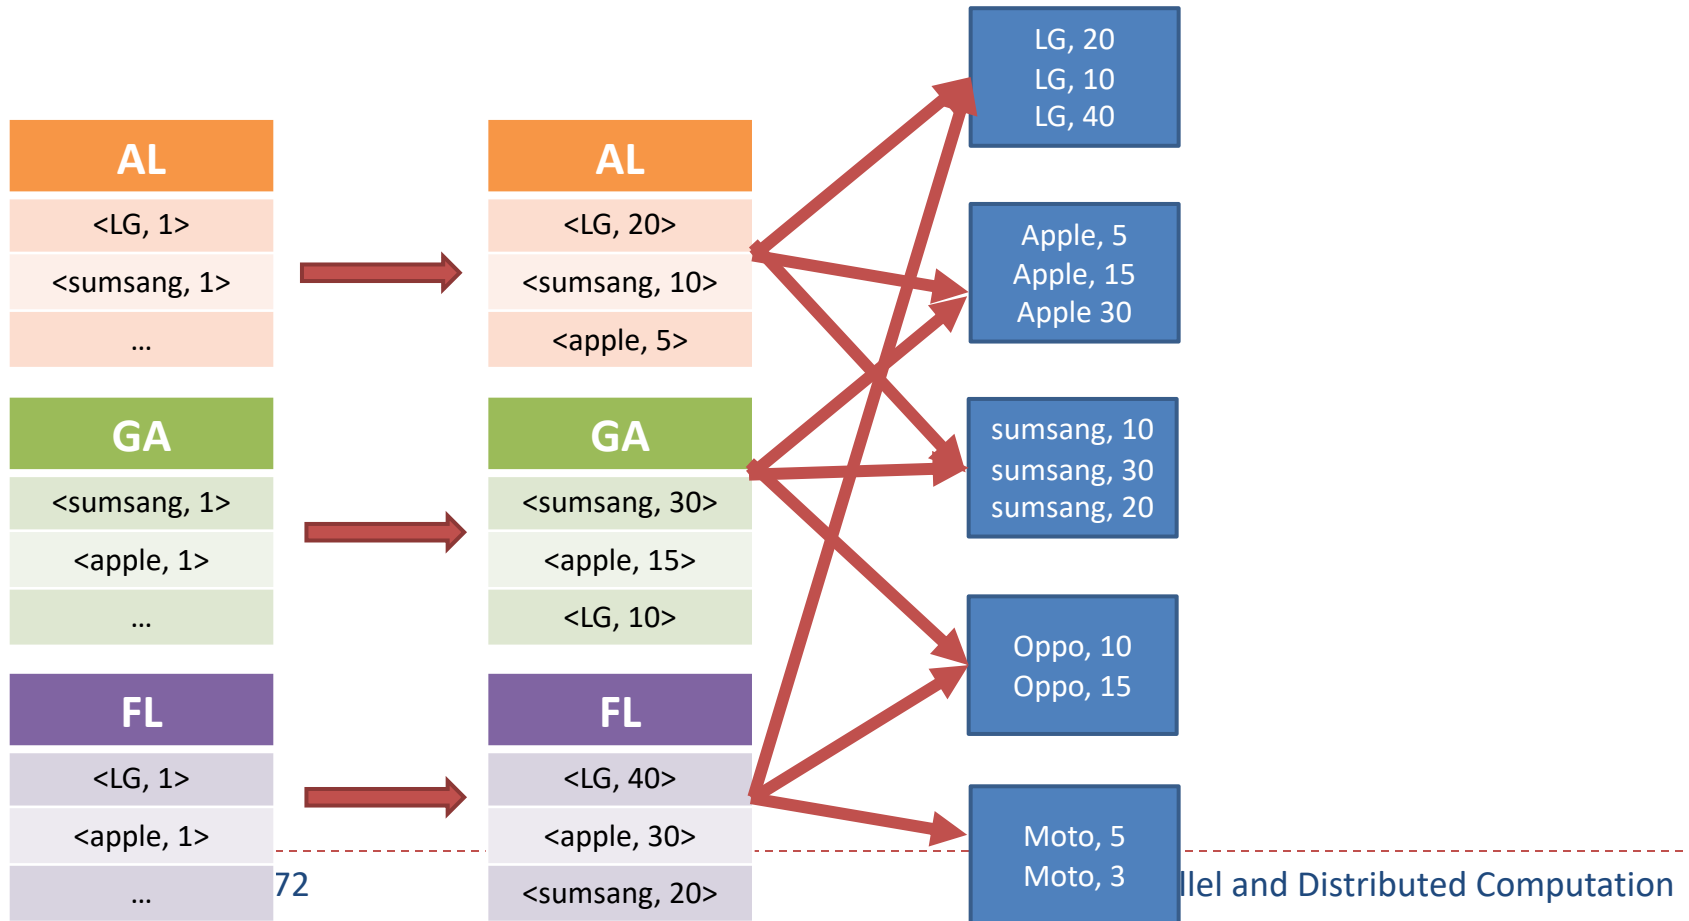 AL
<LG, 1>
<sumsang, 1>
...
GA
<sumsang, 1>
<apple, 1>
...
FL
<LG, 1>
<apple, 1>
...
AL
<LG, 20>
<sumsang, 10>
<apple, 5>
GA
<sumsang, 30>
<apple, 15>
<LG, 10>
FL
<LG, 40>
<apple, 30>
<sumsang, 20>
LG, 20
LG, 10
LG, 40
Apple, 5
Apple, 15
Apple 30
sumsang, 10
sumsang, 30
sumsang, 20
Oppo, 10
Oppo, 15
Moto, 5
Moto, 3
72
llel and Distributed Computation